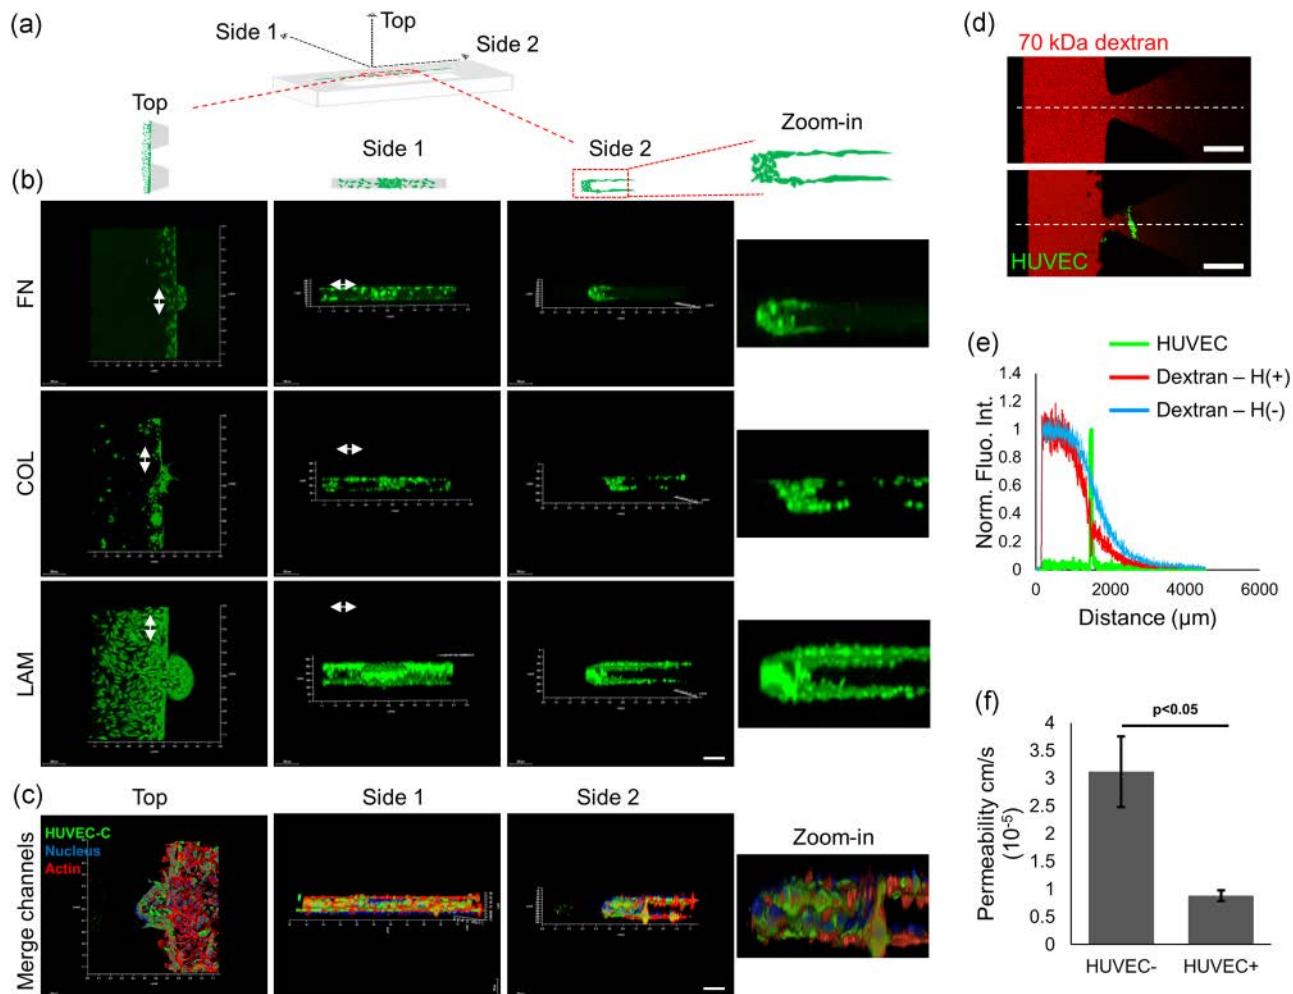 (a)
Side 1
Top
Side 2
Top
Side 1
Side 2
Zoom-in
(b)
FN
COL
LAM
(c)
Top
Side 1
Side 2
Merge channels
HUVEC-C
Nucleus
Actin
Zoom-in
(d)
70 kDa dextran
HUVEC
(e)
HUVEC
Dextran – H(+)
Dextran – H(-)
Norm. Fluo. Int.
1.4
1.2
1
0.8
0.6
0.4
0.2
0
0
2000
4000
6000
Distance (µm)
(f)
p<0.05
Permeability cm/s
(10⁻⁵)
4
3.5
3
2.5
2
1.5
1
0.5
0
HUVEC-
HUVEC+